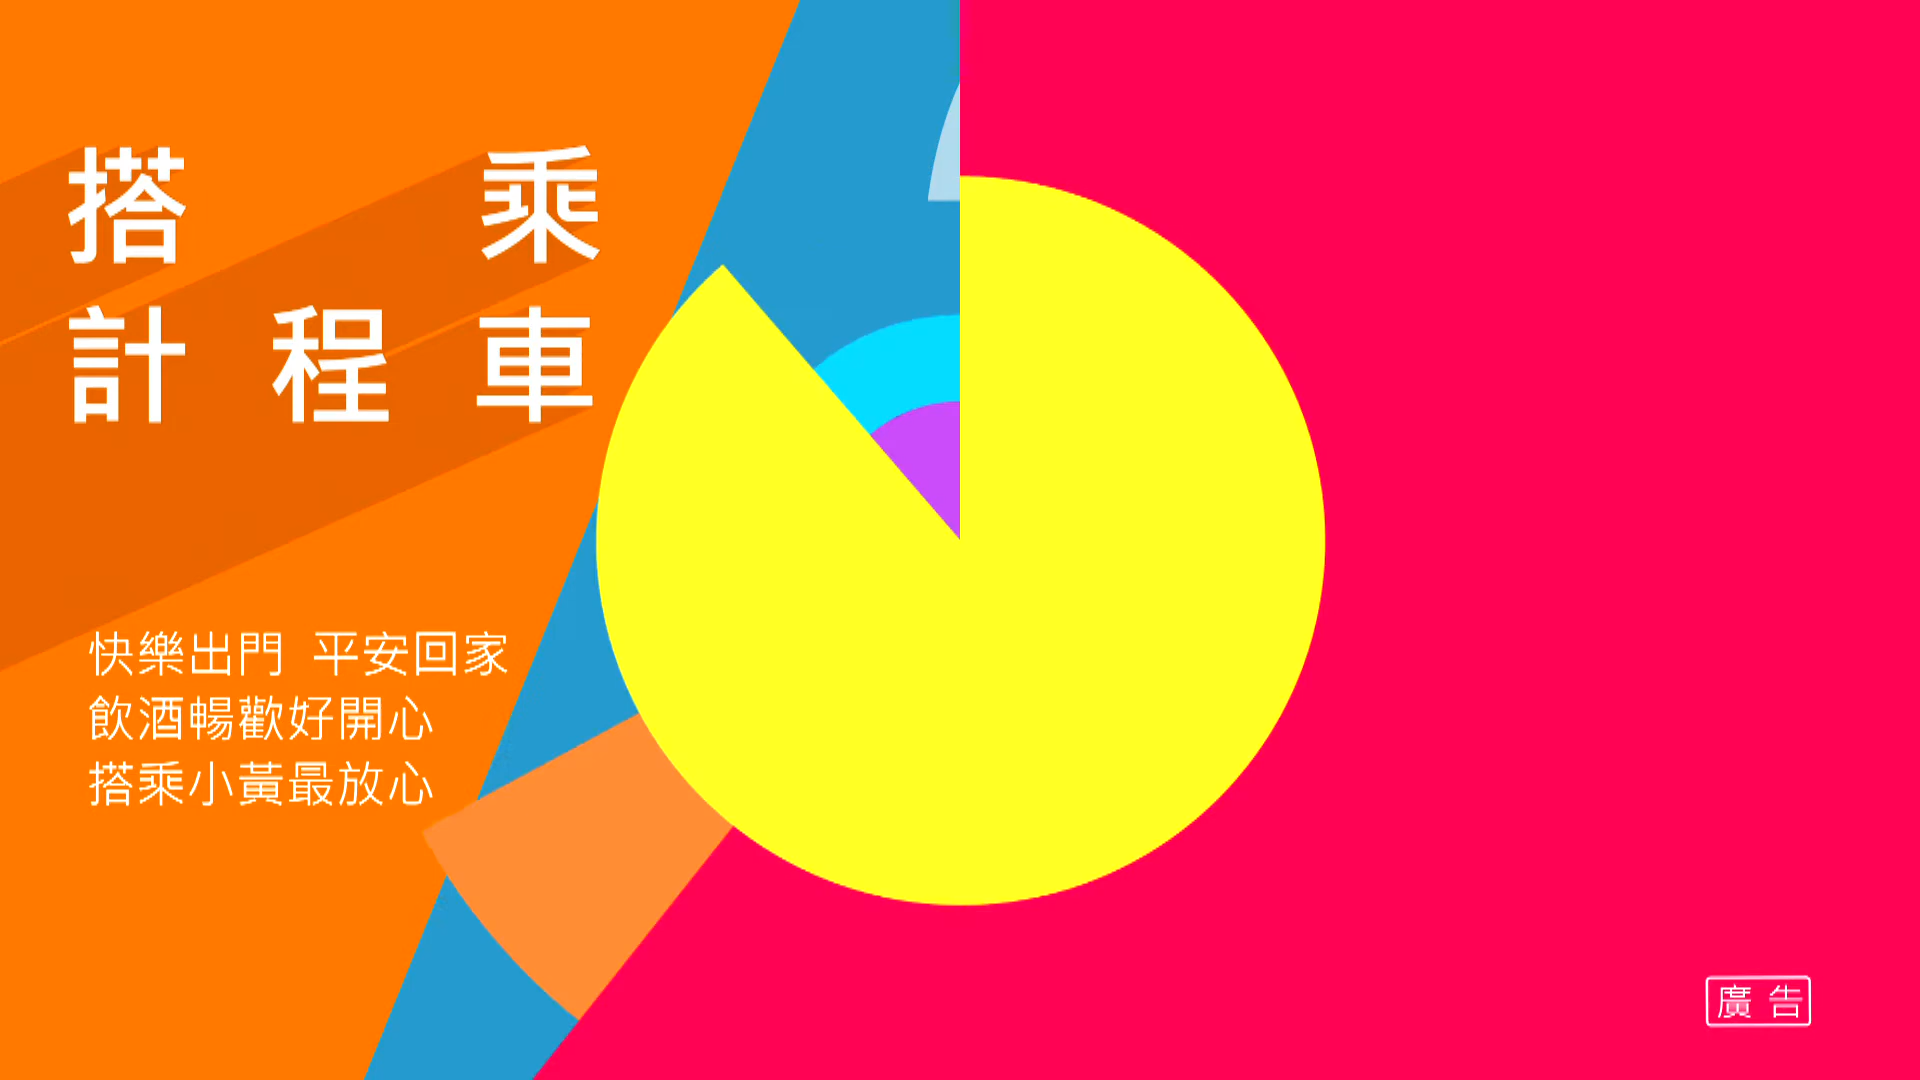 搭乘
計程車
快樂出門 平安回家
飲酒暢歡好開心
搭乘小黃最放心
廣告